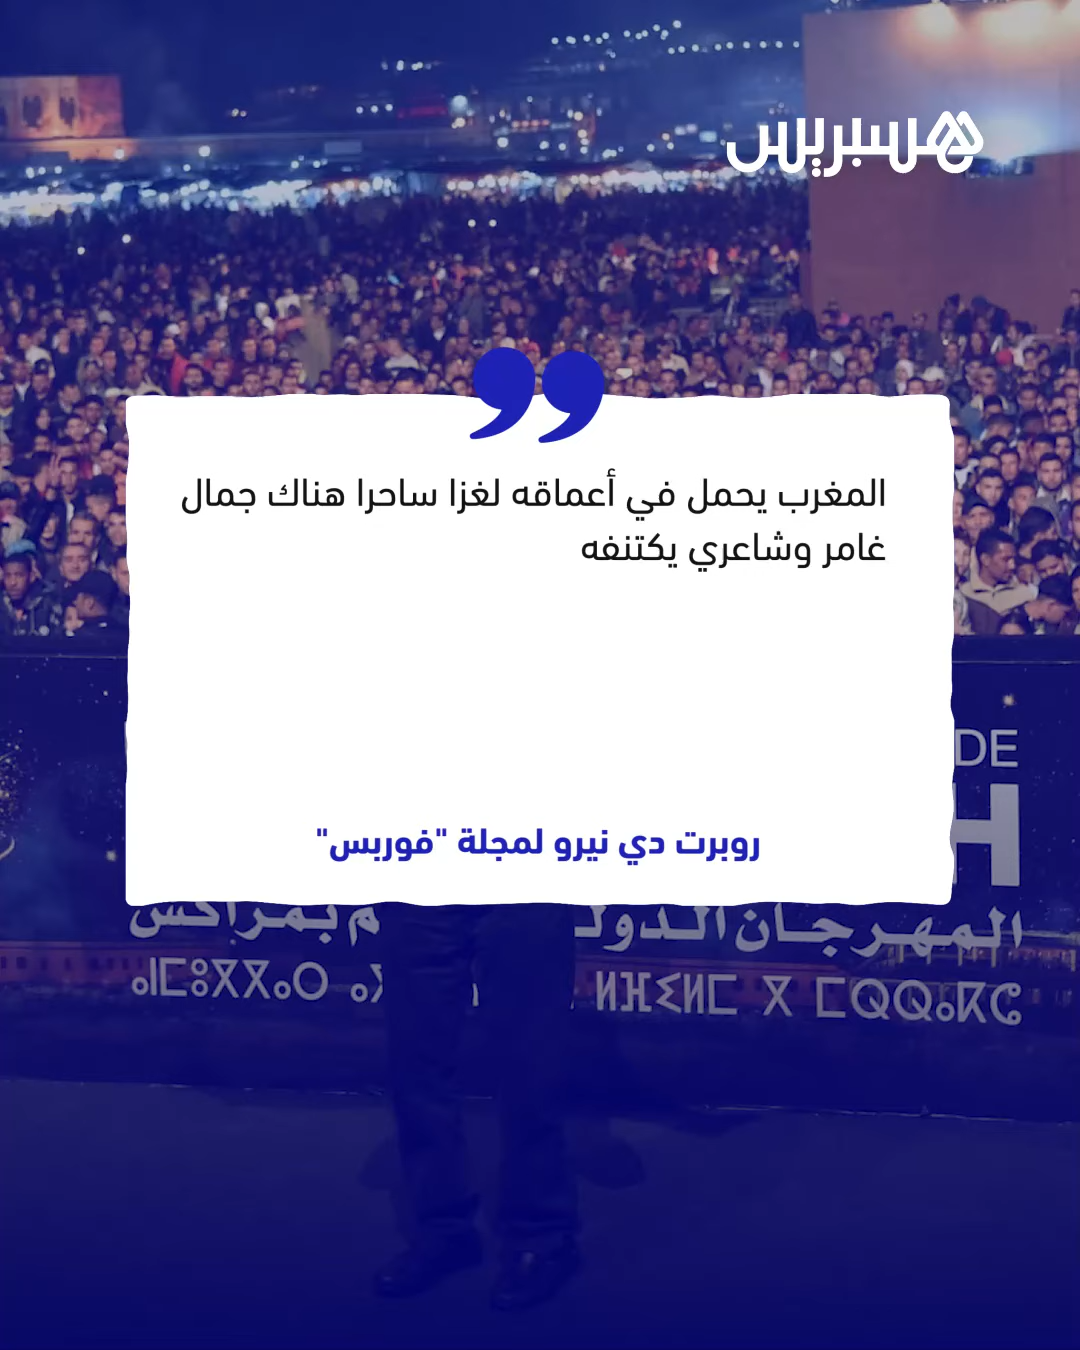 هسبريس
المغرب يحمل في أعماقه لغزا ساحرا هناك جمال
غامر وشاعري يكتنفه
روبرت دي نيرو لمجلة "فوربس"
DE
H
المهرجان الدولـ م بمراكش